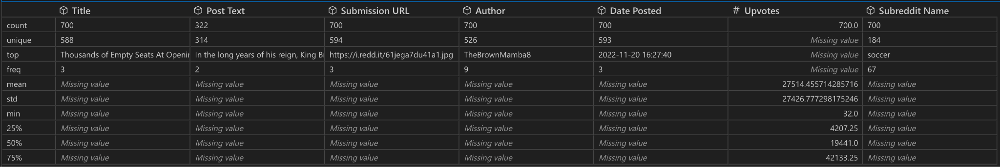 Title Post Text Submission URL Author Date Posted # Upvotes Subreddit Name
count 700 322 700 700 700 700.0 700
unique 588 314 594 526 593 Missing value 184
top Thousands of Empty Seats At Openin In the long years of his reign, King Br https://i.redd.it/61jega7du41a1.jpg TheBrownMamba8 2022-11-20 16:27:40 Missing value soccer
freq 3 2 3 9 3 Missing value 67
mean Missing value Missing value Missing value Missing value Missing value 27514.455714285716 Missing value
std Missing value Missing value Missing value Missing value Missing value 27426.777298175246 Missing value
min Missing value Missing value Missing value Missing value Missing value 32.0 Missing value
25% Missing value Missing value Missing value Missing value Missing value 4207.25 Missing value
50% Missing value Missing value Missing value Missing value Missing value 19441.0 Missing value
75% Missing value Missing value Missing value Missing value Missing value 42133.25 Missing value